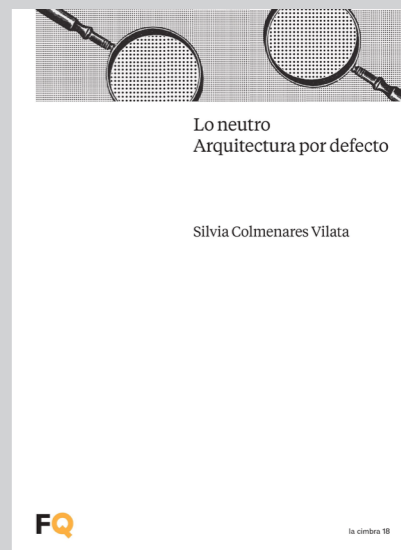 Lo neutro
Arquitectura por defecto
Silvia Colmenares Vilata
FQ
la cimbra 18